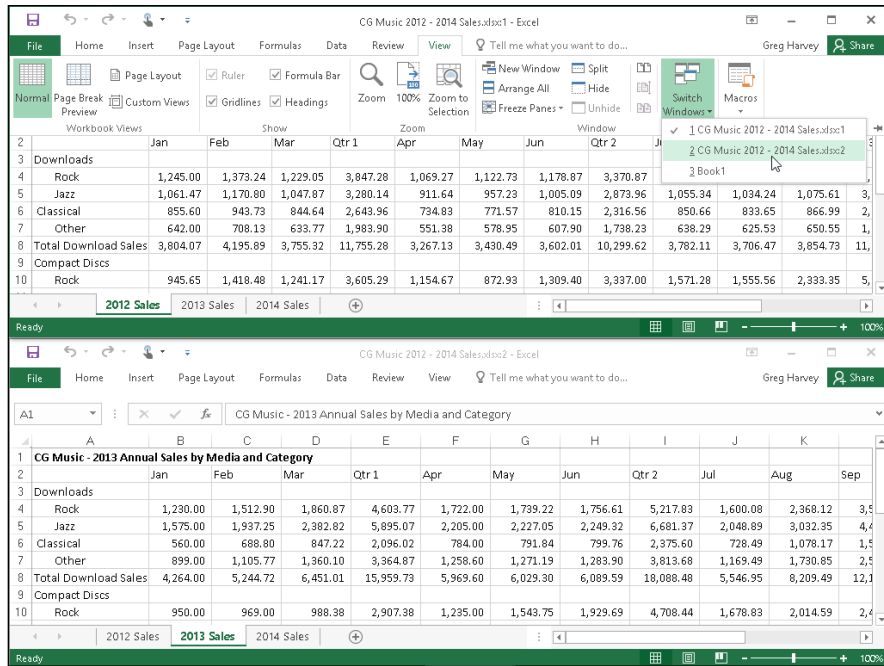 CG Music 2012 - 2014 Sales.xlsx:1 - Excel
File Home Insert Page Layout Formulas Data Review View Tell me what you want to do... Greg Harvey Share
Normal Page Break Preview Page Layout Custom Views
Workbook Views
Ruler Formula Bar
Gridlines Headings
Show
Zoom 100% Zoom to Selection
Zoom
New Window Split
Arrange All Hide
Freeze Panes Unhide
Window
Switch Windows Macros
1 CG Music 2012 - 2014 Sales.xlsx:1
2 CG Music 2012 - 2014 Sales.xlsx:2
3 Book1
2 Jan Feb Mar Qtr 1 Apr May Jun Qtr 2
3 Downloads
4 Rock 1,245.00 1,373.24 1,229.05 3,847.28 1,069.27 1,122.73 1,178.87 3,370.87
5 Jazz 1,061.47 1,170.80 1,047.87 3,280.14 911.64 957.23 1,005.09 2,873.96 1,055.34 1,034.24 1,075.61 3,
6 Classical 855.60 943.73 844.64 2,643.96 734.83 771.57 810.15 2,316.56 850.66 833.65 866.99 2,
7 Other 642.00 708.13 633.77 1,983.90 551.38 578.95 607.90 1,738.23 638.29 625.53 650.55 1,
8 Total Download Sales 3,804.07 4,195.89 3,755.32 11,755.28 3,267.13 3,430.49 3,602.01 10,299.62 3,782.11 3,706.47 3,854.73 11,
9 Compact Discs
10 Rock 945.65 1,418.48 1,241.17 3,605.29 1,154.67 872.93 1,309.40 3,337.00 1,571.28 1,555.56 2,333.35 5,
2012 Sales 2013 Sales 2014 Sales
Ready 100%
CG Music 2012 - 2014 Sales.xlsx:2 - Excel
File Home Insert Page Layout Formulas Data Review View Tell me what you want to do... Greg Harvey Share
A1 fx CG Music - 2013 Annual Sales by Media and Category
A B C D E F G H I J K
1 CG Music - 2013 Annual Sales by Media and Category
2 Jan Feb Mar Qtr 1 Apr May Jun Qtr 2 Jul Aug Sep
3 Downloads
4 Rock 1,230.00 1,512.90 1,860.87 4,603.77 1,722.00 1,739.22 1,756.61 5,217.83 1,600.08 2,368.12 3,5
5 Jazz 1,575.00 1,937.25 2,382.82 5,895.07 2,205.00 2,227.05 2,249.32 6,681.37 2,048.89 3,032.35 4,4
6 Classical 560.00 688.80 847.22 2,096.02 784.00 791.84 799.76 2,375.60 728.49 1,078.17 1,5
7 Other 899.00 1,105.77 1,360.10 3,364.87 1,258.60 1,271.19 1,283.90 3,813.68 1,169.49 1,730.85 2,5
8 Total Download Sales 4,264.00 5,244.72 6,451.01 15,959.73 5,969.60 6,029.30 6,089.59 18,088.48 5,546.95 8,209.49 12,1
9 Compact Discs
10 Rock 950.00 969.00 988.38 2,907.38 1,235.00 1,543.75 1,929.69 4,708.44 1,678.83 2,014.59 2,4
2012 Sales 2013 Sales 2014 Sales
Ready 100%